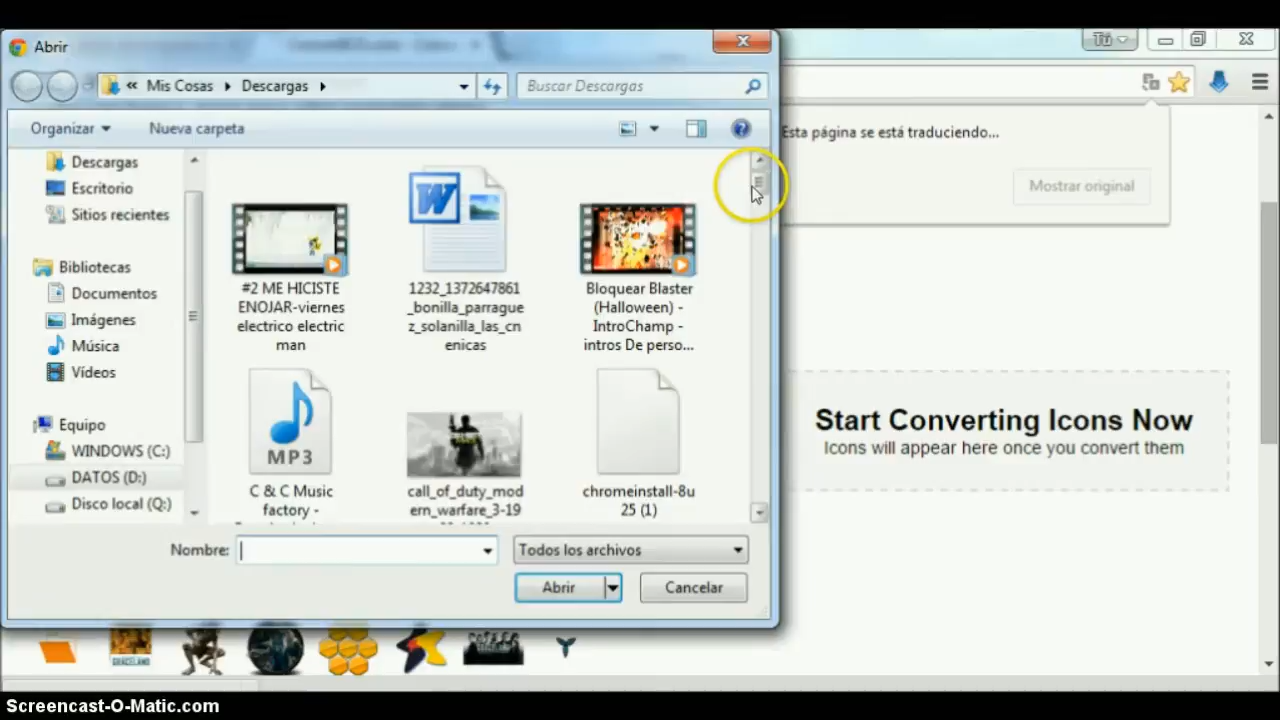 Abrir
Tú
« Mis Cosas Descargas
Buscar Descargas
Organizar
Nueva carpeta
Esta página se está traduciendo...
Mostrar original
Descargas
Escritorio
Sitios recientes
Bibliotecas
Documentos
Imágenes
Música
Vídeos
Equipo
WINDOWS (C:)
DATOS (D:)
Disco local (Q:)
#2 ME HICISTE
ENOJAR-viernes
electrico electric
man
W
1232_1372647861
_bonilla_parrague
z_solanilla_las_cn
enicas
Bloquear Blaster
(Halloween) -
IntroChamp -
intros De perso...
MP3
C & C Music
factory -
call_of_duty_mod
ern_warfare_3-19
chromeinstall-8u
25 (1)
Start Converting Icons Now
Icons will appear here once you convert them
Nombre:
Todos los archivos
Abrir
Cancelar
GRACELAND
Screencast-O-Matic.com